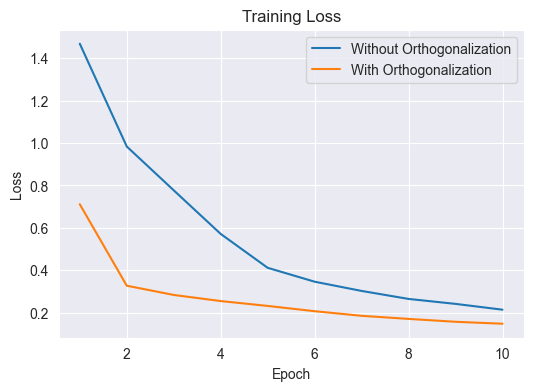 Training Loss
Without Orthogonalization
With Orthogonalization
Loss
1.4
1.2
1.0
0.8
0.6
0.4
0.2
2 4 6 8 10
Epoch